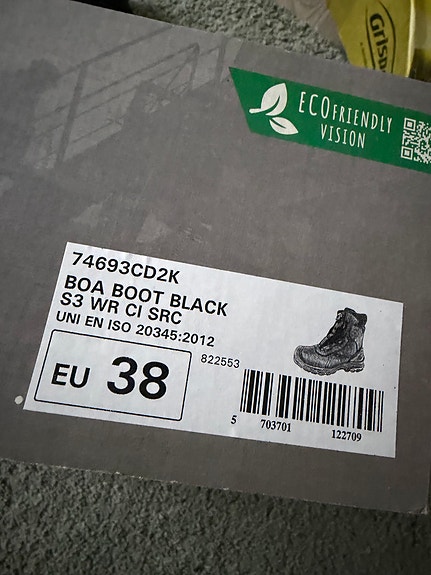 Grisp
ECOFRIENDLY
VISION
74693CD2K
BOA BOOT BLACK
S3 WR CI SRC
UNI EN ISO 20345:2012
822553
EU 38
5 703701 122709